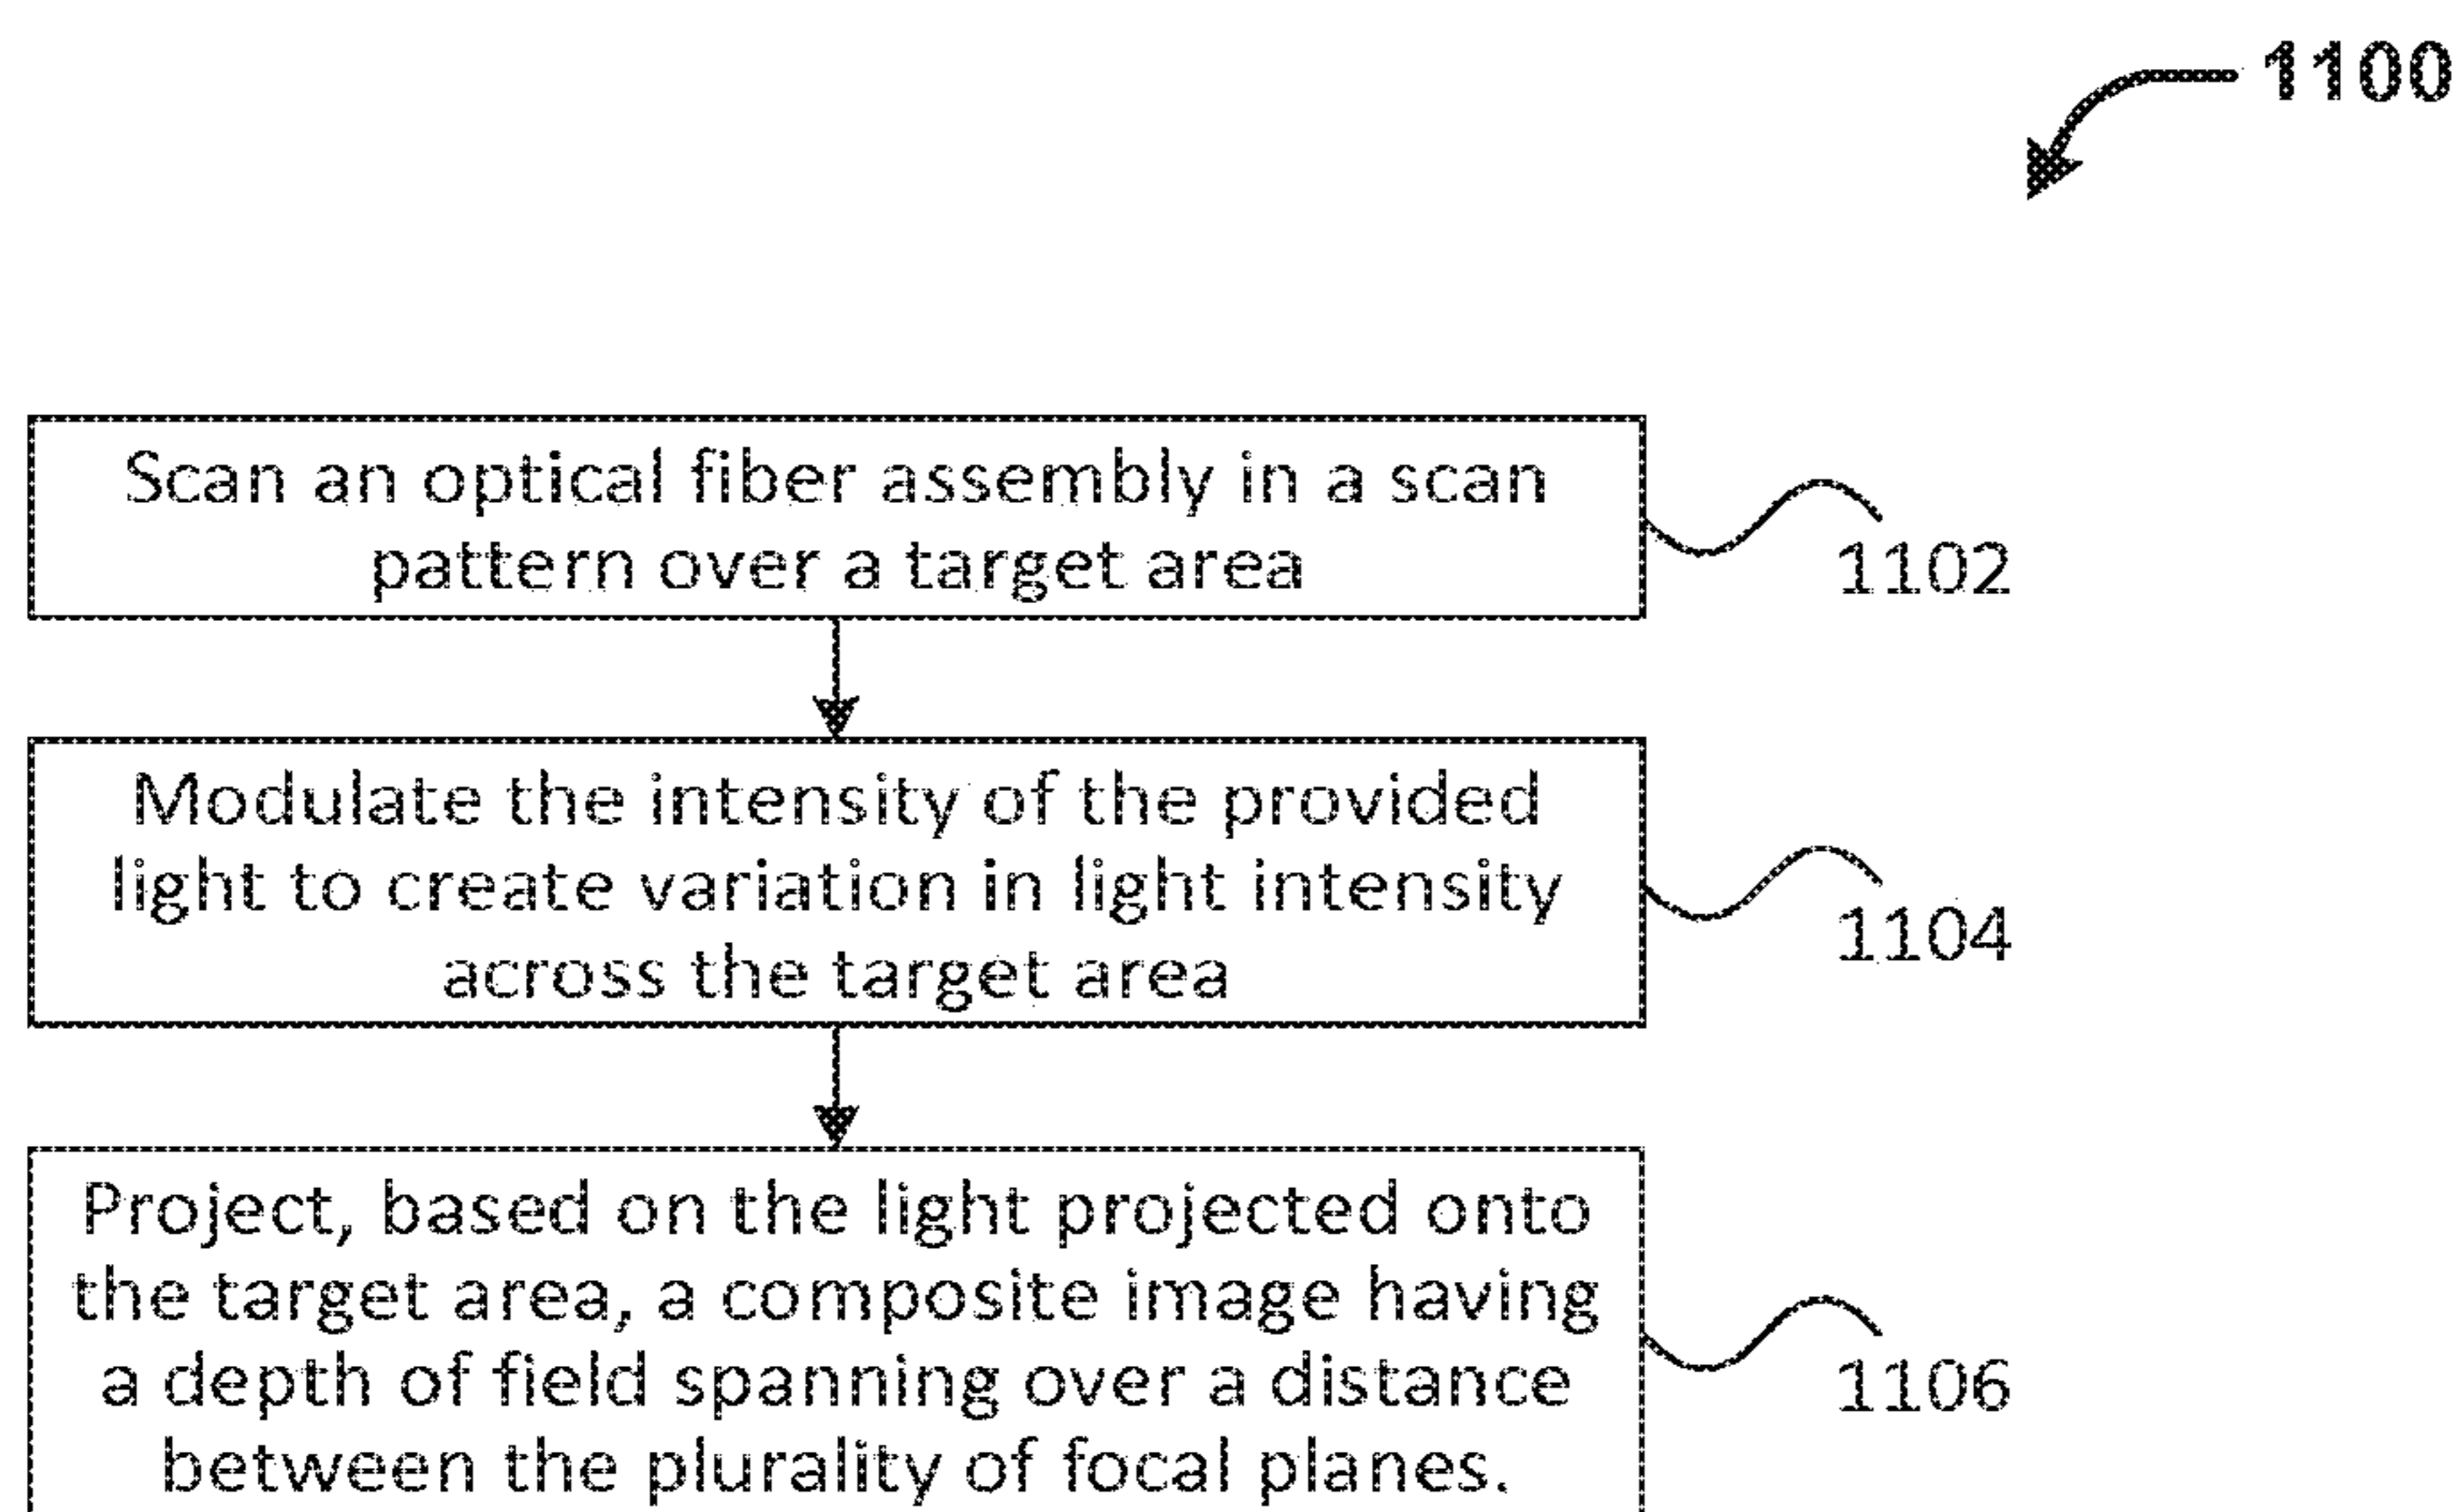 1100
Scan an optical fiber assembly in a scan
pattern over a target area
1102
Modulate the intensity of the provided
light to create variation in light intensity
across the target area
1104
Project, based on the light projected onto
the target area, a composite image having
a depth of field spanning over a distance
between the plurality of focal planes.
1106